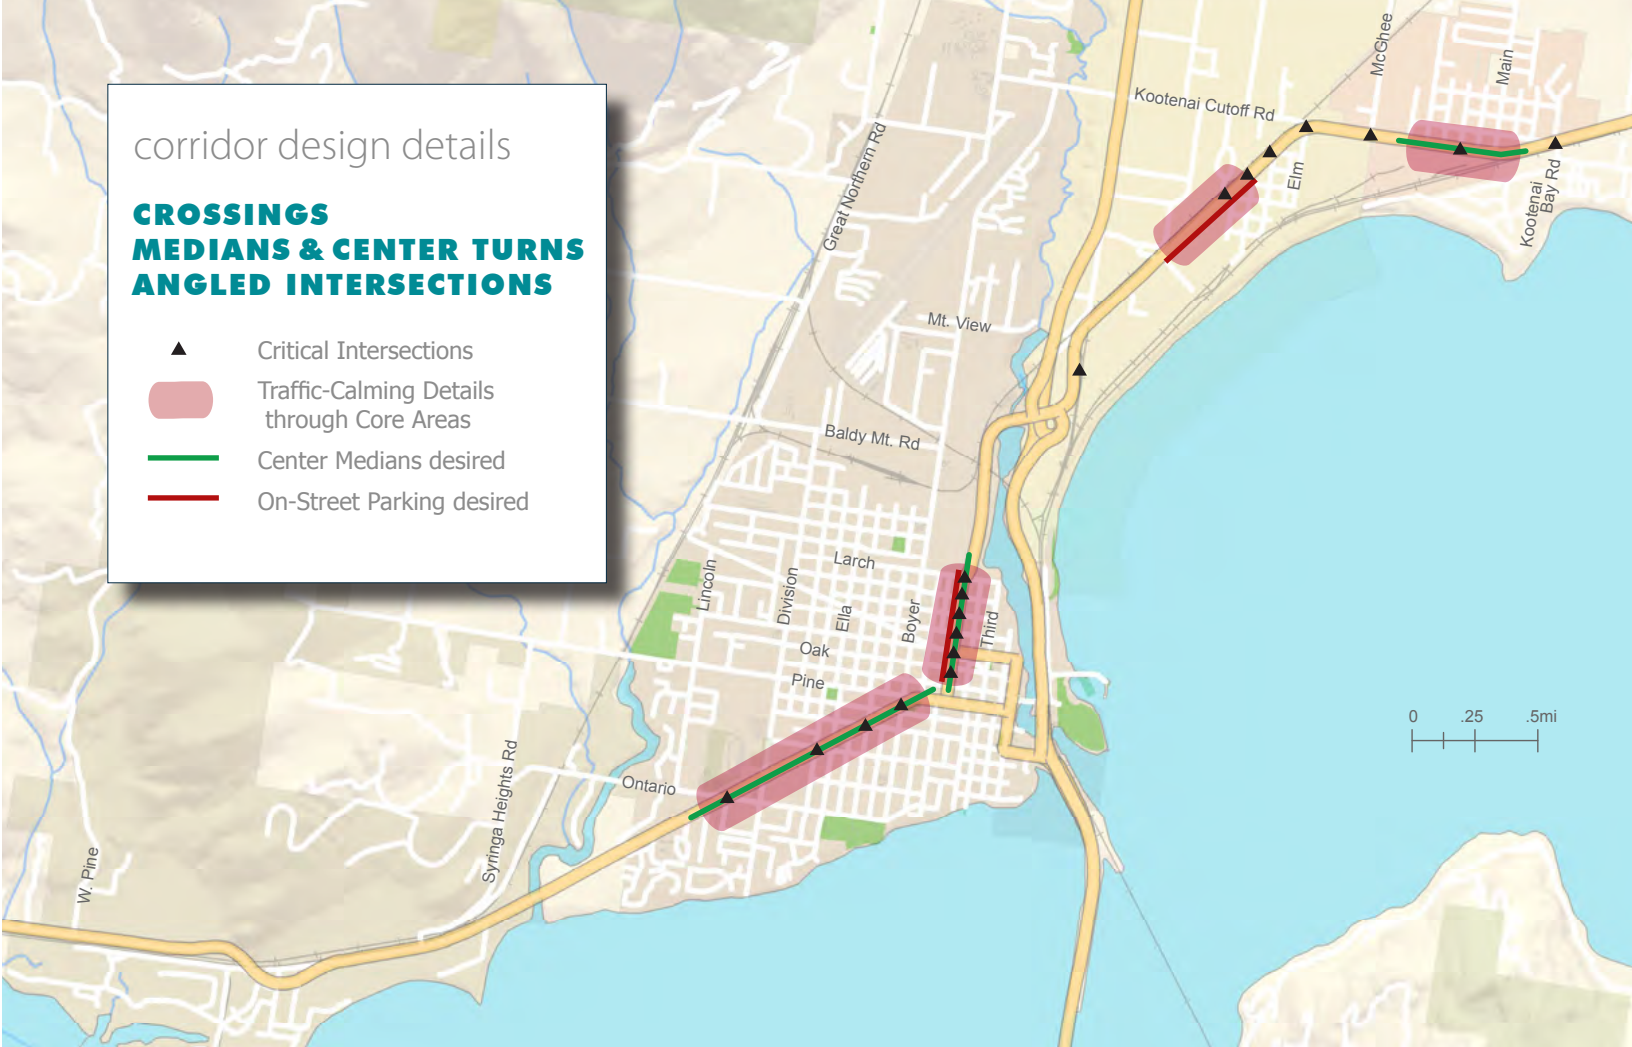 corridor design details
CROSSINGS
MEDIANS & CENTER TURNS
ANGLED INTERSECTIONS
Critical Intersections
Traffic-Calming Details
through Core Areas
Center Medians desired
On-Street Parking desired
McGhee
Main
Kootenai Cutoff Rd
Great Northern Rd
Elm
Kootenai
Bay Rd
Mt. View
Baldy Mt. Rd
Larch
Lincoln
Division
Ella
Boyer
Third
Oak
Pine
Ontario
Syringa Heights Rd
W. Pine
0 .25 .5mi